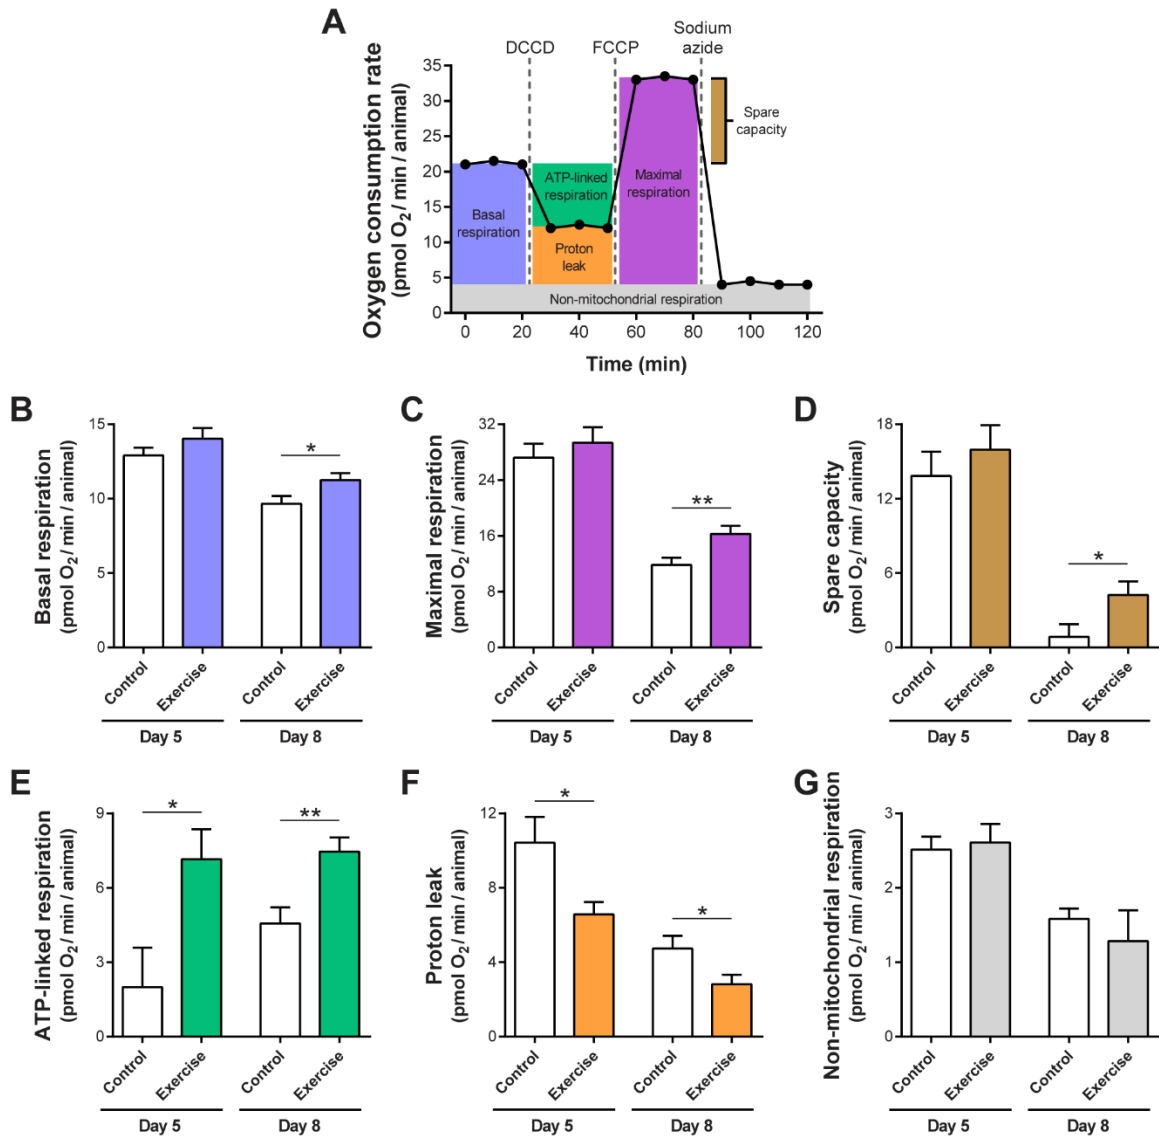 A
DCCD
FCCP
Sodium
azide
Oxygen consumption rate
(pmol O₂ / min / animal)
35
30
25
20
15
10
5
0
Basal
respiration
ATP-linked
respiration
Proton
leak
Maximal
respiration
Spare
capacity
Non-mitochondrial respiration
0 20 40 60 80 100 120
Time (min)
B
Basal respiration
(pmol O₂ / min / animal)
15
10
5
0
*
Control Exercise Control Exercise
Day 5 Day 8
C
Maximal respiration
(pmol O₂ / min / animal)
32
24
16
8
0
**
Control Exercise Control Exercise
Day 5 Day 8
D
Spare capacity
(pmol O₂ / min / animal)
18
12
6
0
*
Control Exercise Control Exercise
Day 5 Day 8
E
ATP-linked respiration
(pmol O₂ / min / animal)
9
6
3
0
* **
Control Exercise Control Exercise
Day 5 Day 8
F
Proton leak
(pmol O₂ / min / animal)
12
8
4
0
* *
Control Exercise Control Exercise
Day 5 Day 8
G
Non-mitochondrial respiration
(pmol O₂ / min / animal)
3
2
1
0
Control Exercise Control Exercise
Day 5 Day 8